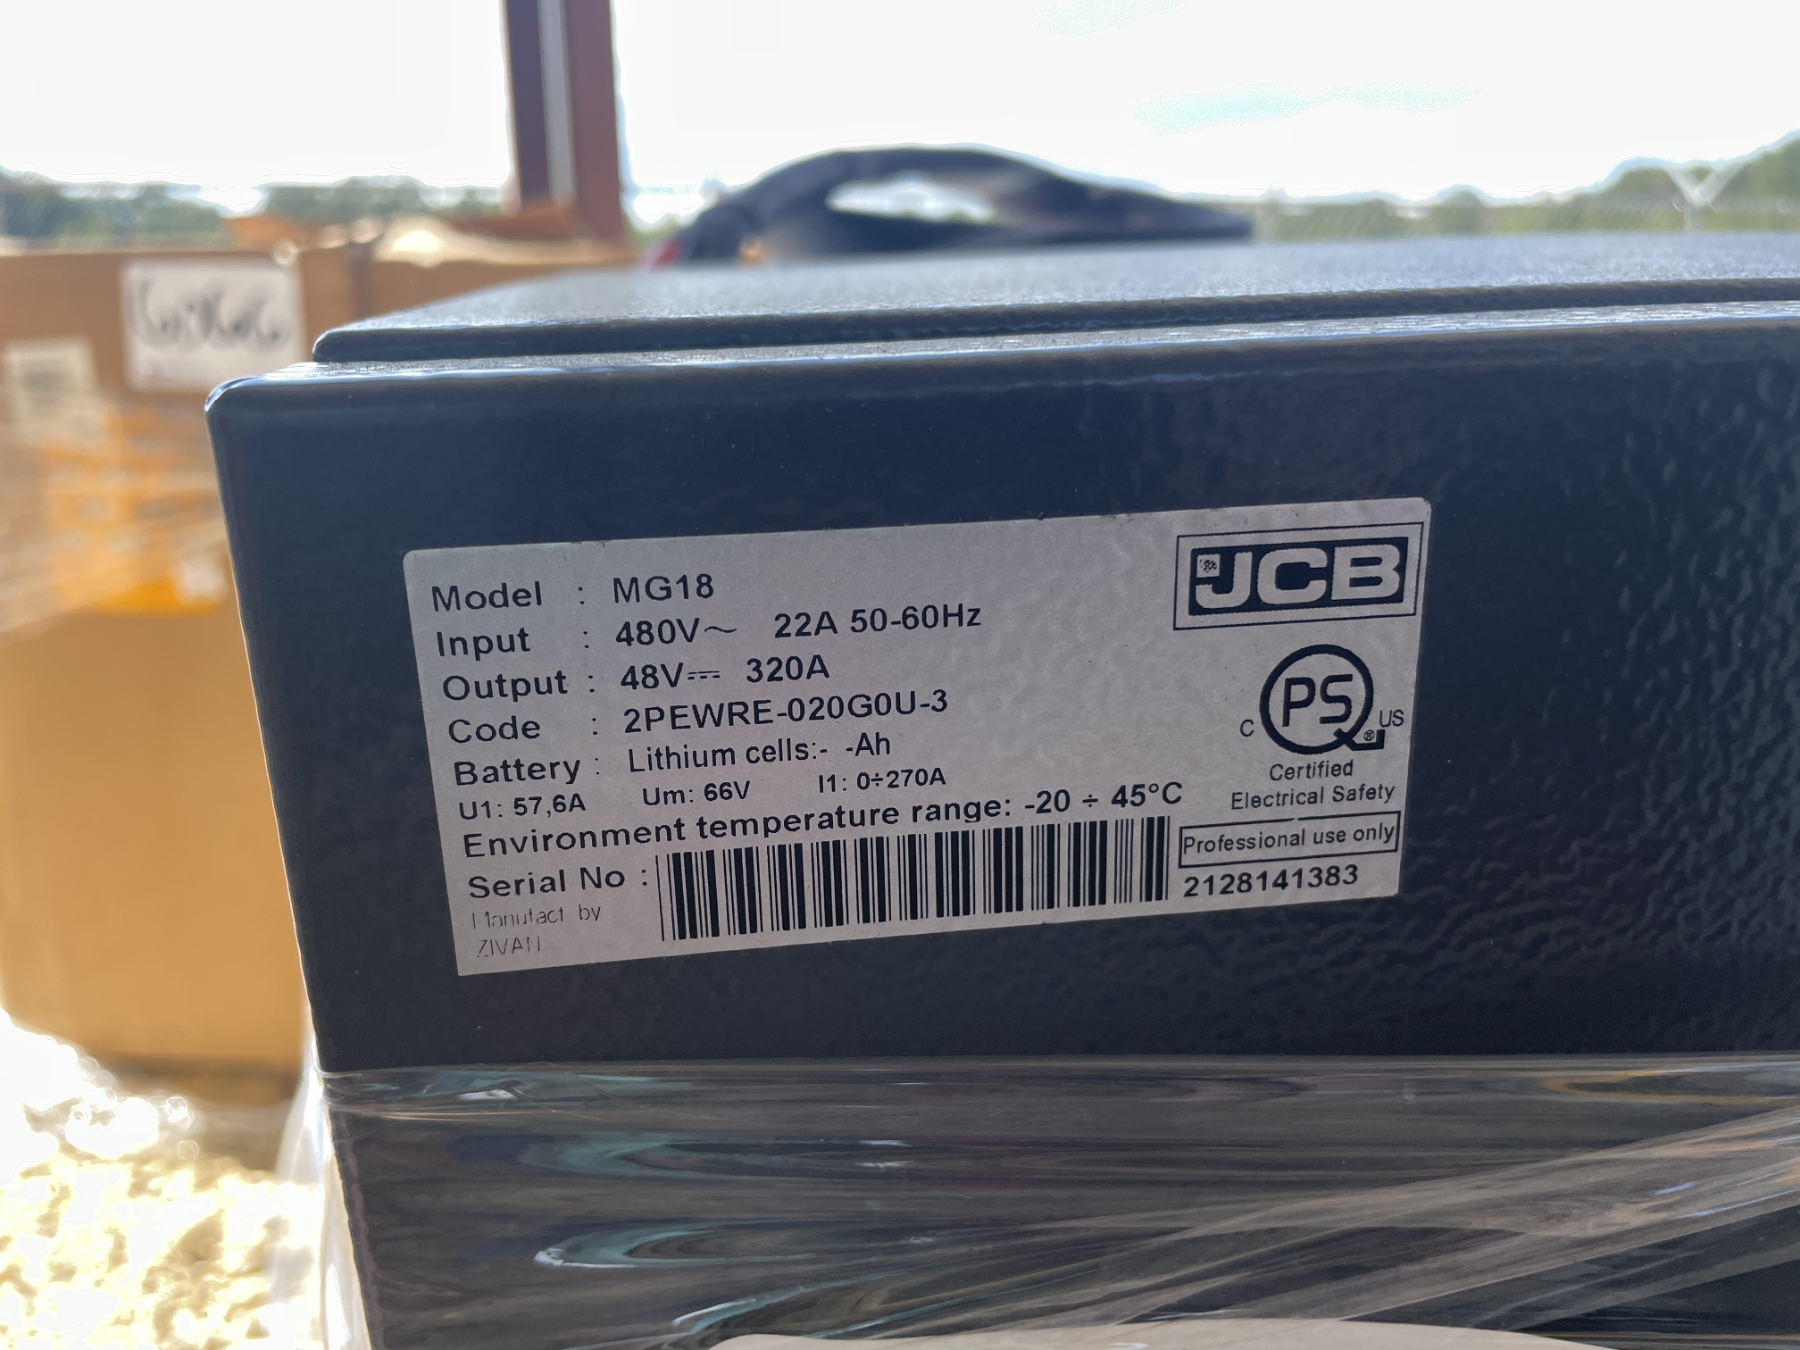 6366
Model : MG18
Input : 480V~ 22A 50-60Hz
Output : 48V⎓ 320A
Code : 2PEWRE-020G0U-3
Battery : Lithium cells:- -Ah
U1: 57,6A Um: 66V I1: 0÷270A
Environment temperature range: -20 ÷ 45°C
Serial No :
Manufact by
ZIVAN
JCB
C PS ® US
Certified
Electrical Safety
Professional use only
2128141383